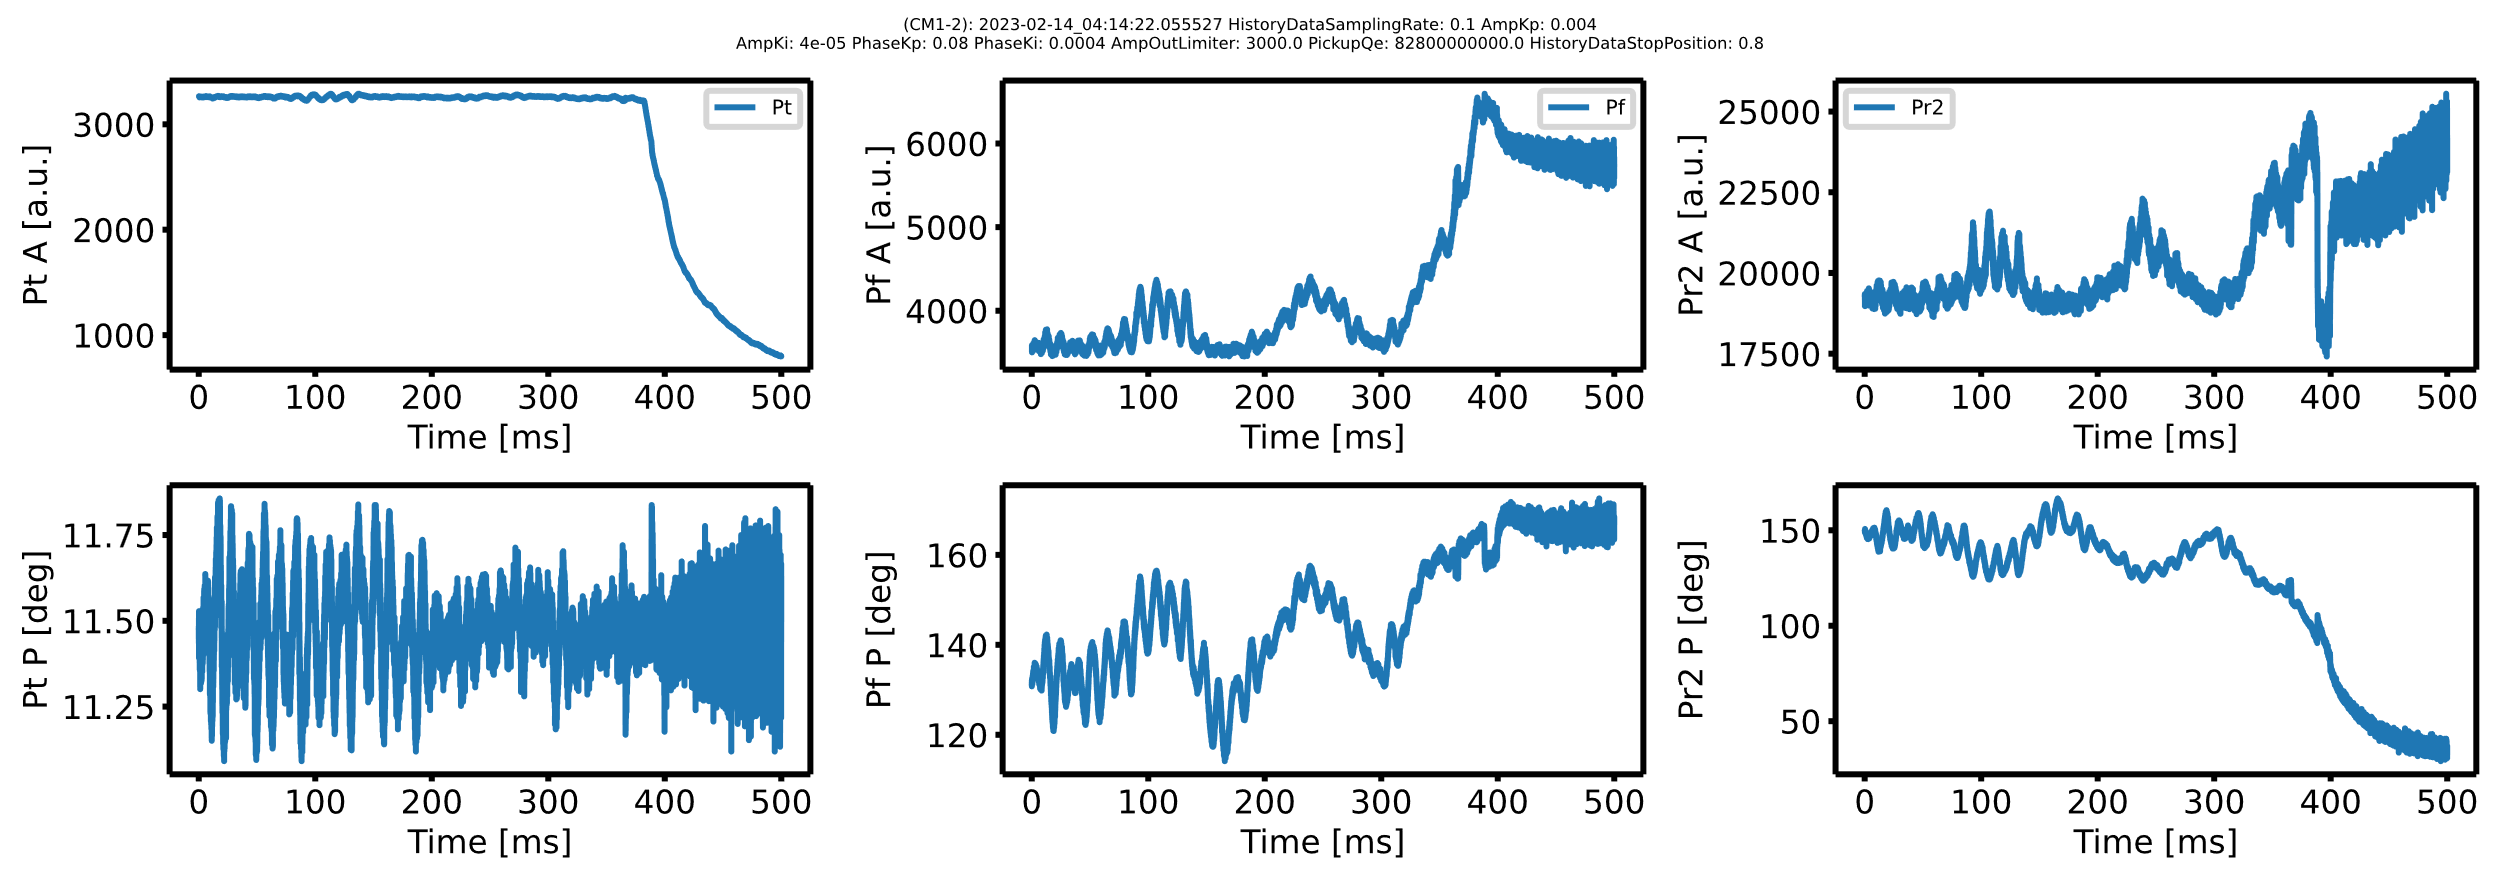 (CM1-2): 2023-02-14_04:14:22.055527 HistoryDataSamplingRate: 0.1 AmpKp: 0.004
AmpKi: 4e-05 PhaseKp: 0.08 PhaseKi: 0.0004 AmpOutLimiter: 3000.0 PickupQe: 82800000000.0 HistoryDataStopPosition: 0.8
Pt A [a.u.]
3000
2000
1000
Pt
0 100 200 300 400 500
Time [ms]
Pf A [a.u.]
6000
5000
4000
Pf
0 100 200 300 400 500
Time [ms]
Pr2 A [a.u.]
25000
22500
20000
17500
Pr2
0 100 200 300 400 500
Time [ms]
Pt P [deg]
11.75
11.50
11.25
0 100 200 300 400 500
Time [ms]
Pf P [deg]
160
140
120
0 100 200 300 400 500
Time [ms]
Pr2 P [deg]
150
100
50
0 100 200 300 400 500
Time [ms]